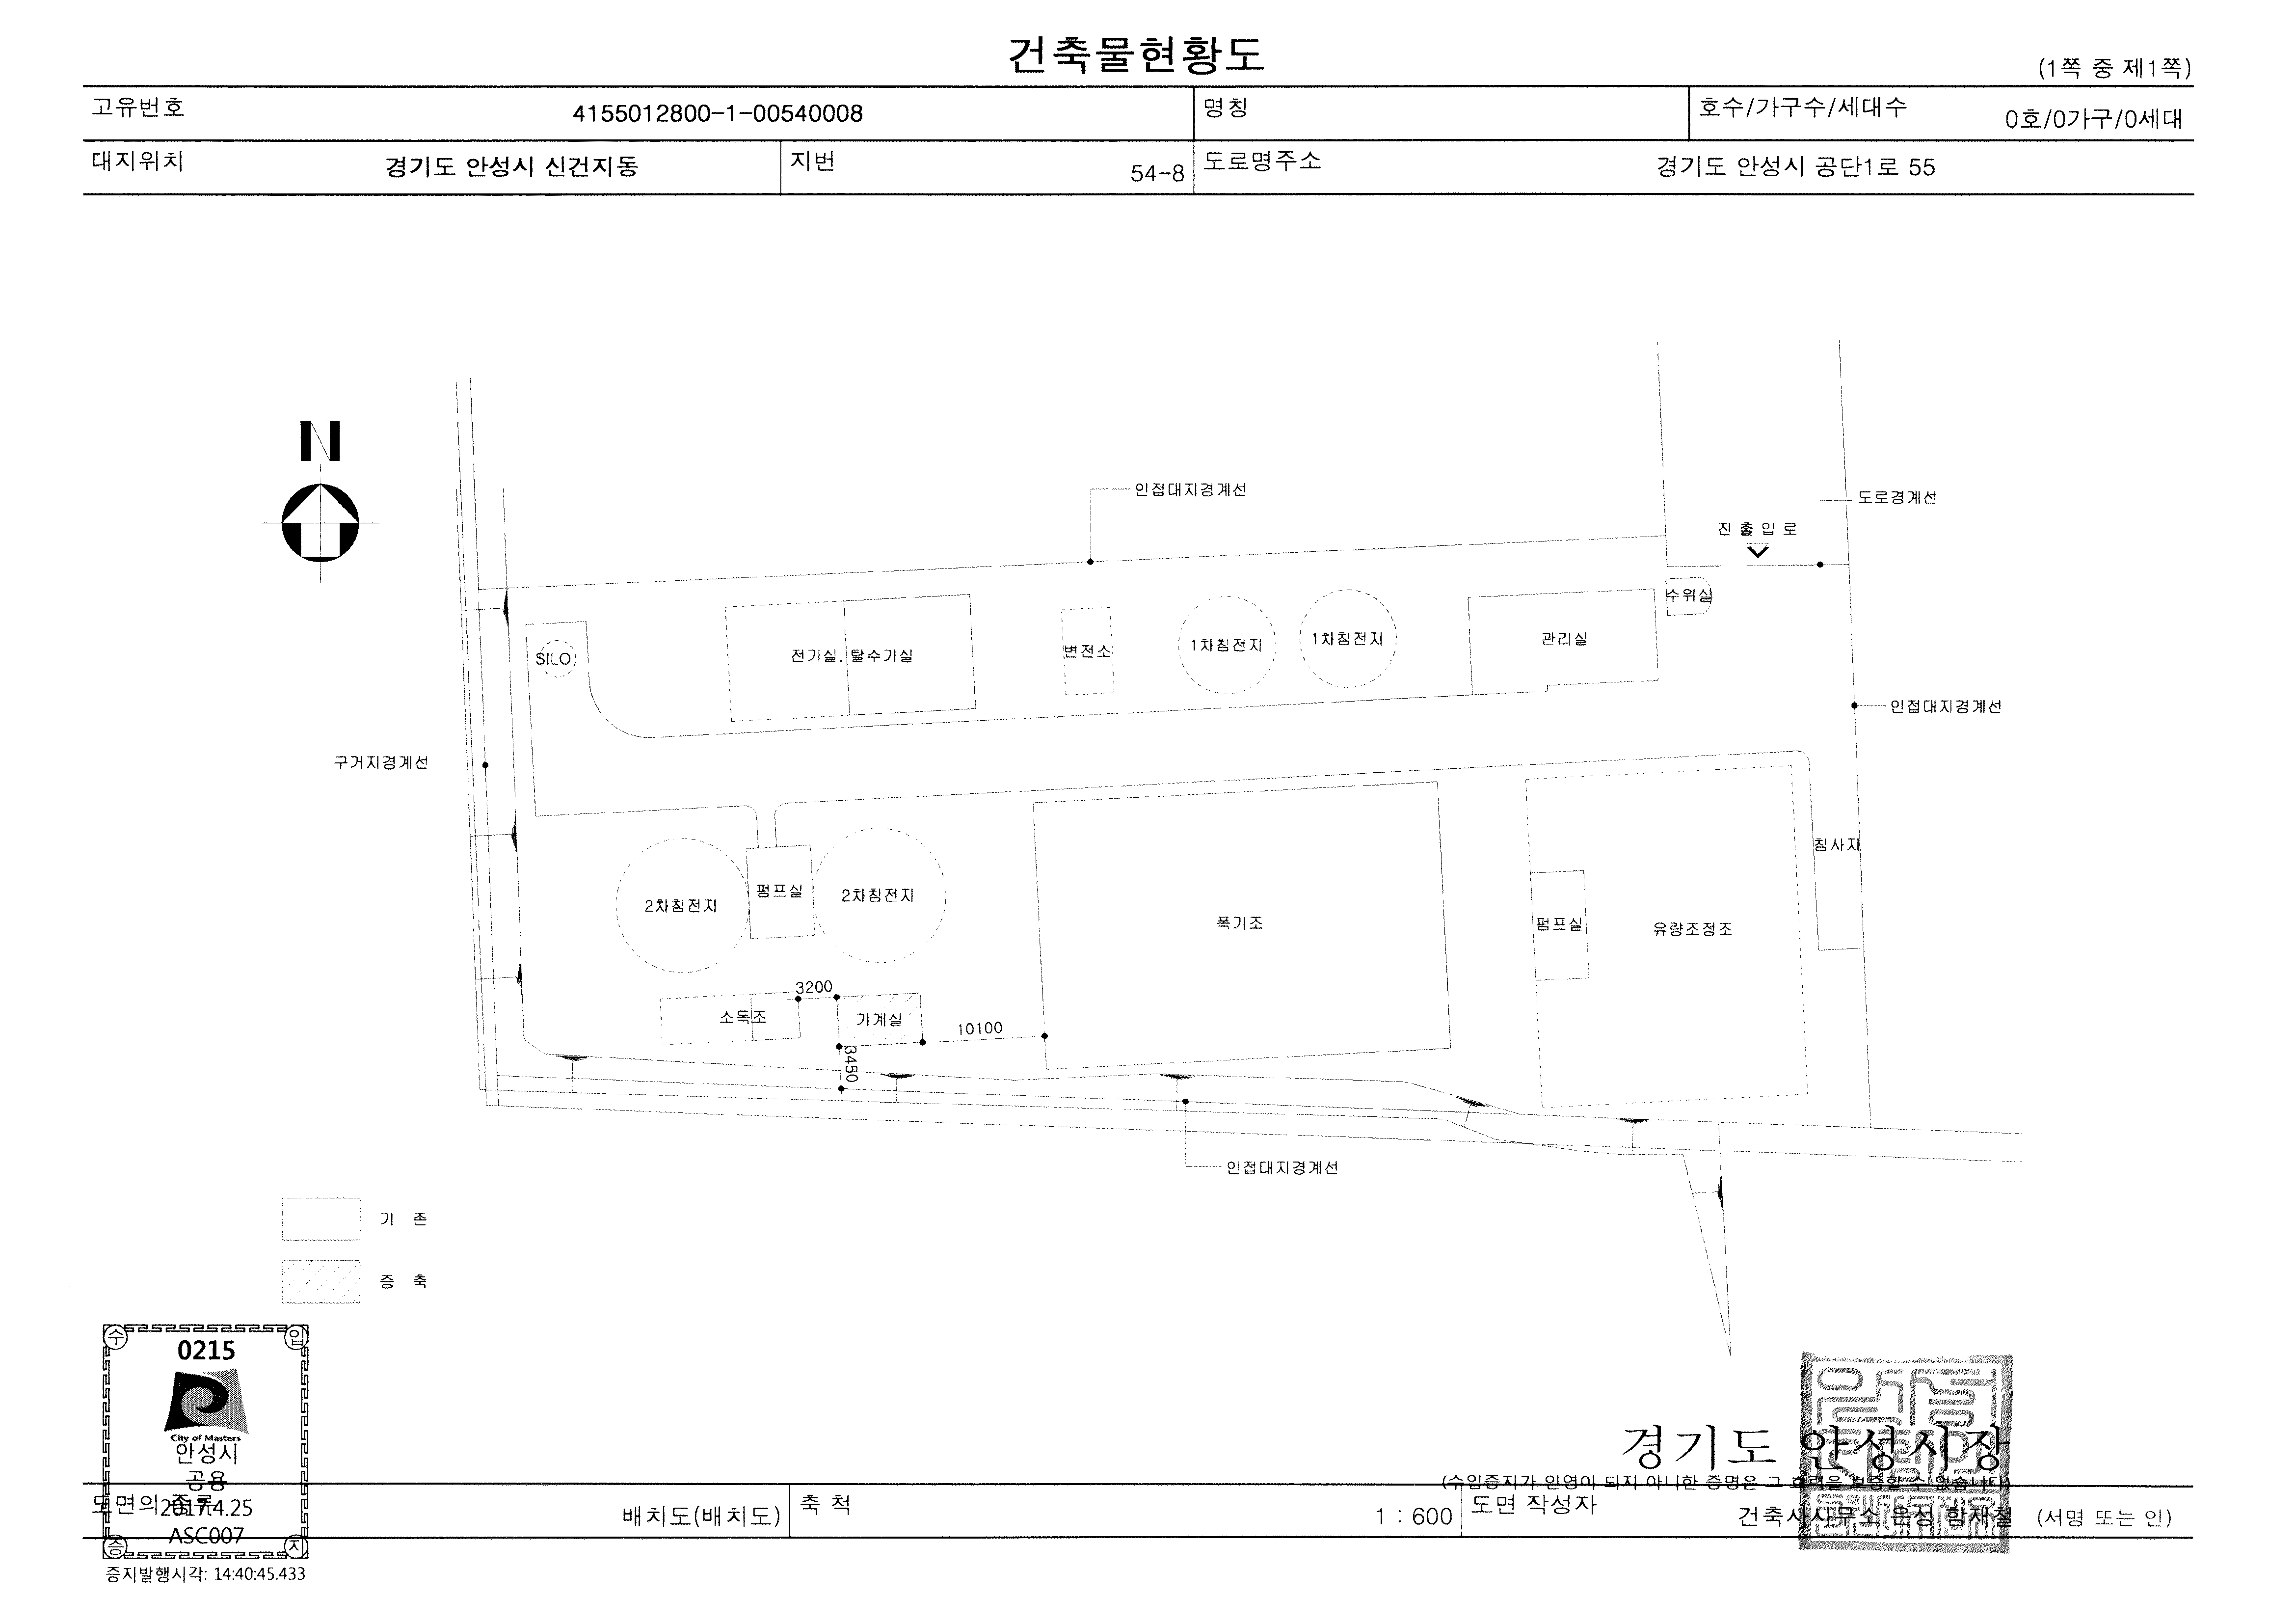 건축물현황도
(1쪽 중 제1쪽)
고유번호 4155012800-1-00540008 명칭 호수/가구수/세대수 0호/0가구/0세대
대지위치 경기도 안성시 신건지동 지번 54-8 도로명주소 경기도 안성시 공단1로 55
N
인접대지경계선
도로경계선
진 출 입 로
수위실
SILO
전기실, 탈수기실
변전소
1차침전지
1차침전지
관리실
인접대지경계선
구거지경계선
침사지
2차침전지
펌프실
2차침전지
폭기조
펌프실
유량조정조
3200
소독조
기계실
10100
3450
인접대지경계선
기 존
증 축
수 입
0215
City of Masters
안성시
공용
2017.4.25
ASC007
증 지
증지발행시각: 14:40:45.433
경기도 안성시장
(수입증지가 인영이 되지 아니한 증명은 그 효력을 보증할 수 없습니다)
도면의 종류 배치도(배치도) 축 척 1 : 600 도면 작성자 건축사사무소 은성 함재철 (서명 또는 인)